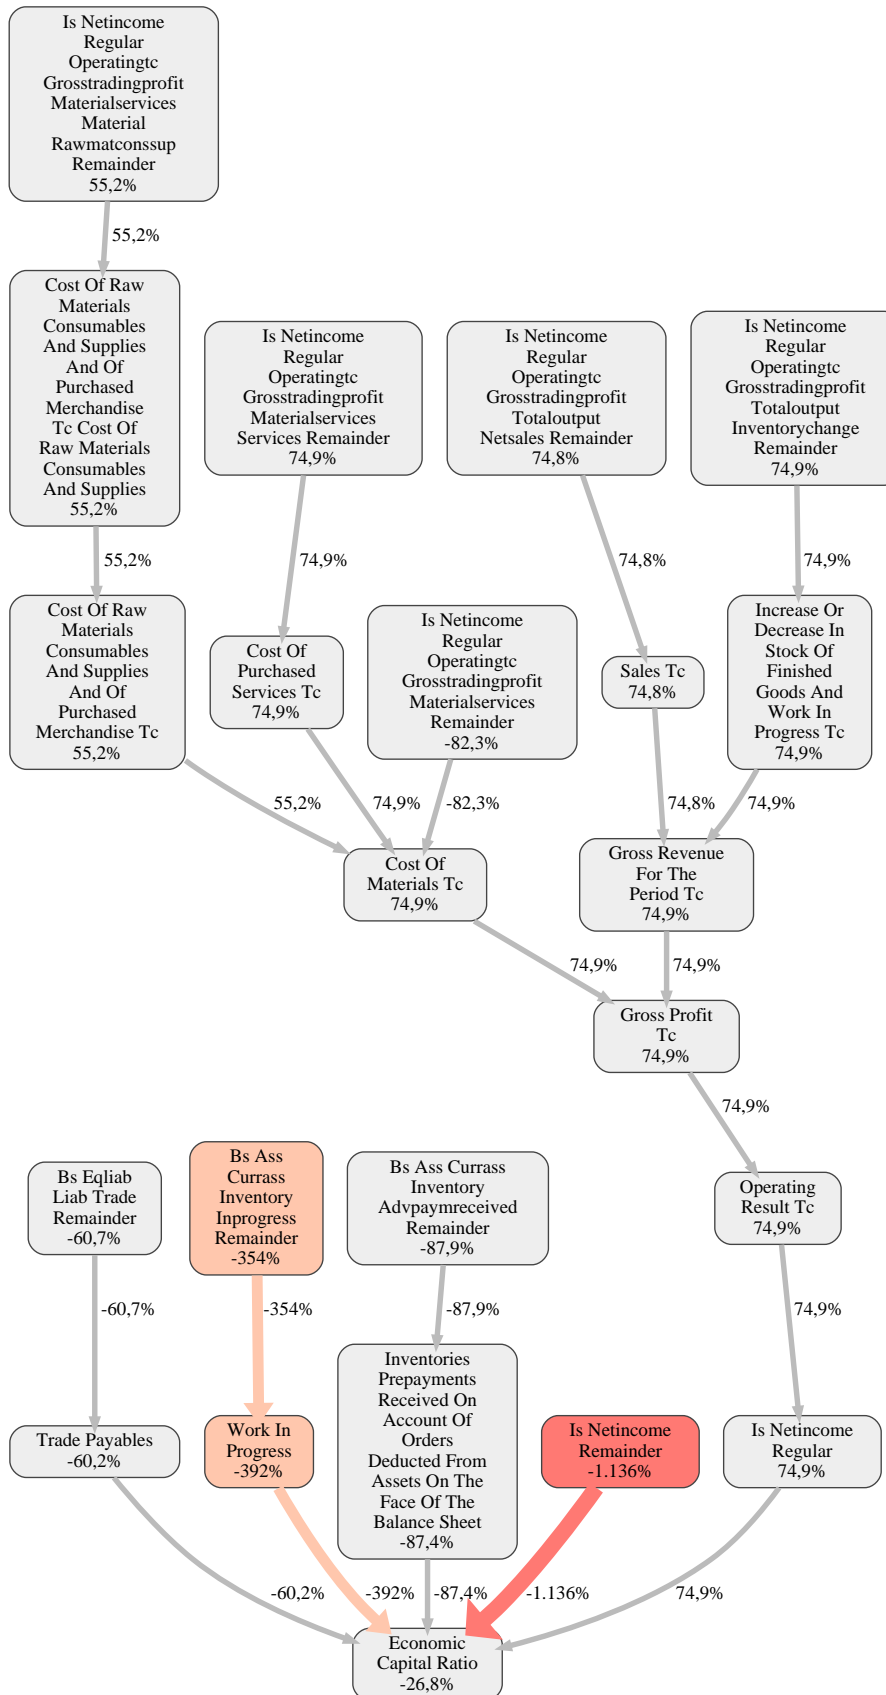 Is Netincome
Regular
Operatingtc
Grosstradingprofit
Materialservices
Material
Rawmatconssup
Remainder
55,2%
55,2%
Cost Of Raw
Materials
Consumables
And Supplies
And Of
Purchased
Merchandise
Tc Cost Of
Raw Materials
Consumables
And Supplies
55,2%
Is Netincome
Regular
Operatingtc
Grosstradingprofit
Materialservices
Services Remainder
74,9%
Is Netincome
Regular
Operatingtc
Grosstradingprofit
Totaloutput
Netsales Remainder
74,8%
Is Netincome
Regular
Operatingtc
Grosstradingprofit
Totaloutput
Inventorychange
Remainder
74,9%
55,2%
74,9%
74,8%
74,9%
Cost Of Raw
Materials
Consumables
And Supplies
And Of
Purchased
Merchandise Tc
55,2%
Cost Of
Purchased
Services Tc
74,9%
Is Netincome
Regular
Operatingtc
Grosstradingprofit
Materialservices
Remainder
-82,3%
Sales Tc
74,8%
Increase Or
Decrease In
Stock Of
Finished
Goods And
Work In
Progress Tc
74,9%
55,2%
74,9%
-82,3%
74,8%
74,9%
Cost Of
Materials Tc
74,9%
Gross Revenue
For The
Period Tc
74,9%
74,9%
74,9%
Gross Profit
Tc
74,9%
74,9%
Bs Eqliab
Liab Trade
Remainder
-60,7%
Bs Ass
Currass
Inventory
Inprogress
Remainder
-354%
Bs Ass Currass
Inventory
Advpaymreceived
Remainder
-87,9%
Operating
Result Tc
74,9%
-60,7%
-354%
-87,9%
74,9%
Trade Payables
-60,2%
Work In
Progress
-392%
Inventories
Prepayments
Received On
Account Of
Orders
Deducted From
Assets On The
Face Of The
Balance Sheet
-87,4%
Is Netincome
Remainder
-1.136%
Is Netincome
Regular
74,9%
-60,2%
-392%
-87,4%
-1.136%
74,9%
Economic
Capital Ratio
-26,8%